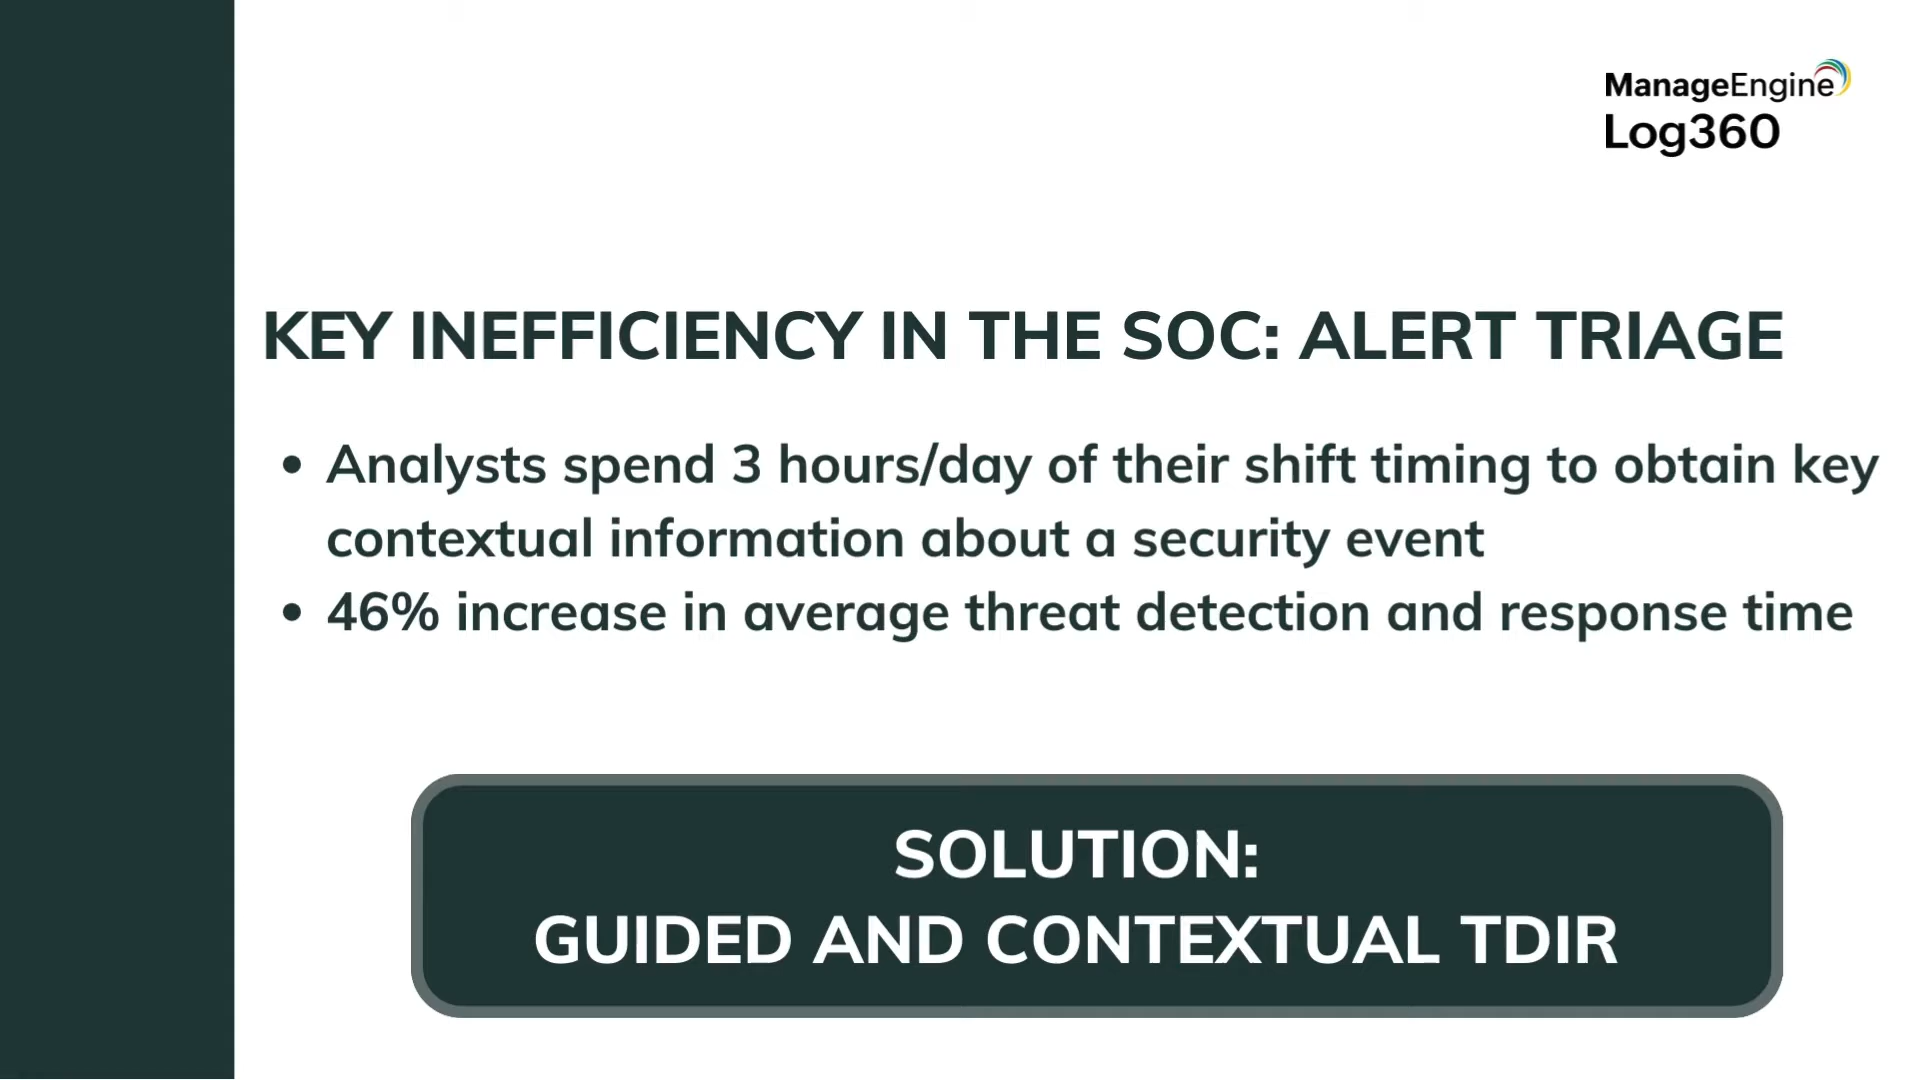 ManageEngine
Log360
KEY INEFFICIENCY IN THE SOC: ALERT TRIAGE
• Analysts spend 3 hours/day of their shift timing to obtain key
contextual information about a security event
• 46% increase in average threat detection and response time
SOLUTION:
GUIDED AND CONTEXTUAL TDIR